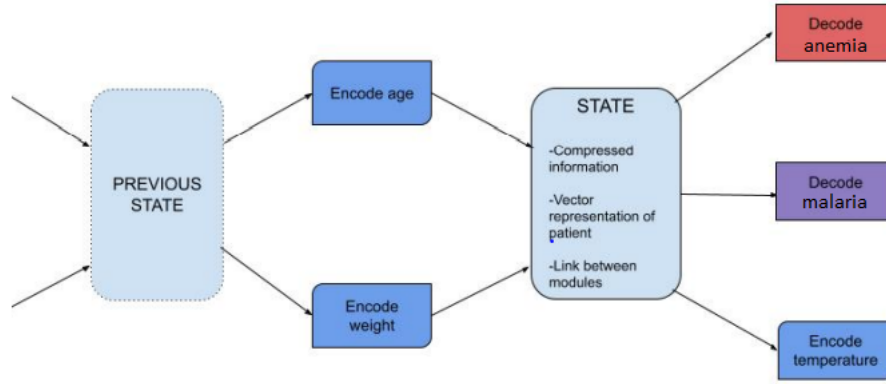 PREVIOUS
STATE
Encode age
Encode
weight
STATE
-Compressed
information
-Vector
representation of
patient
-Link between
modules
Decode
anemia
Decode
malaria
Encode
temperature